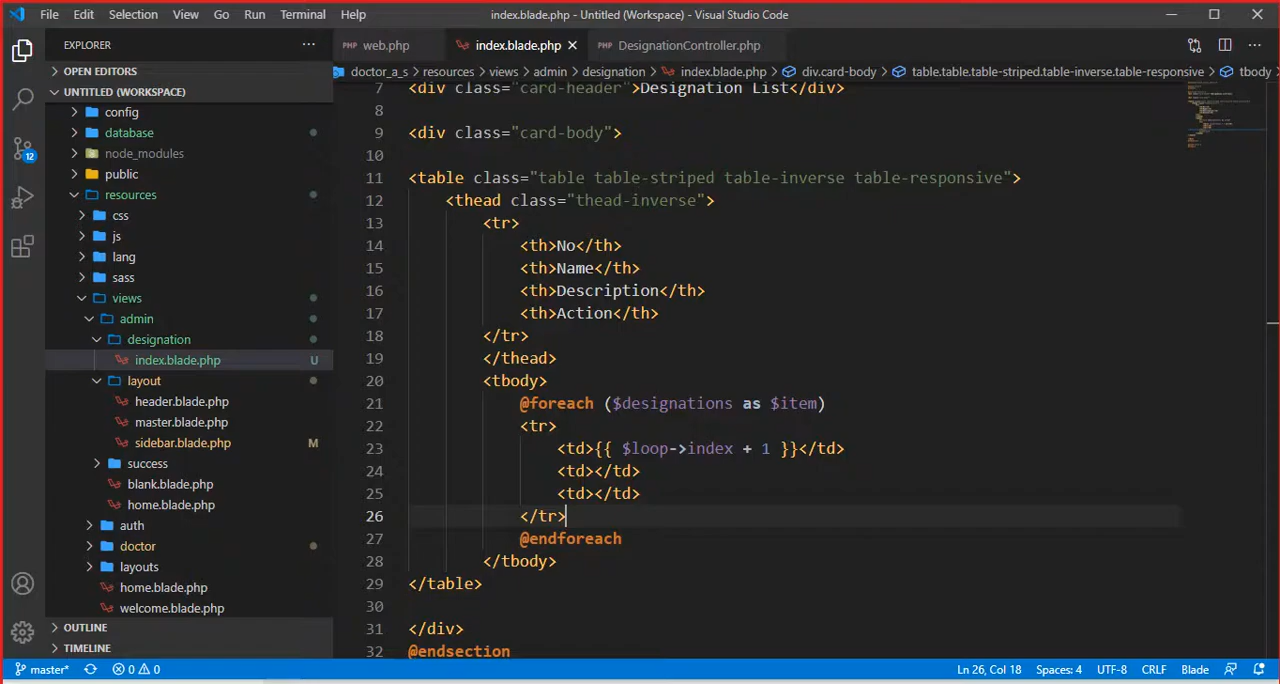 File Edit Selection View Go Run Terminal Help index.blade.php - Untitled (Workspace) - Visual Studio Code
EXPLORER
OPEN EDITORS
UNTITLED (WORKSPACE)
config
database
node_modules
public
resources
css
js
lang
sass
views
admin
designation
index.blade.php U
layout
header.blade.php
master.blade.php
sidebar.blade.php M
success
blank.blade.php
home.blade.php
auth
doctor
layouts
home.blade.php
welcome.blade.php
OUTLINE
TIMELINE
12
PHP web.php index.blade.php PHP DesignationController.php
doctor_a_s > resources > views > admin > designation > index.blade.php > div.card-body > table.table.table-striped.table-inverse.table-responsive > tbody
7 <div class="card-header">Designation List</div>
8
9 <div class="card-body">
10
11 <table class="table table-striped table-inverse table-responsive">
12 <thead class="thead-inverse">
13 <tr>
14 <th>No</th>
15 <th>Name</th>
16 <th>Description</th>
17 <th>Action</th>
18 </tr>
19 </thead>
20 <tbody>
21 @foreach ($designations as $item)
22 <tr>
23 <td>{{ $loop->index + 1 }}</td>
24 <td></td>
25 <td></td>
26 </tr>
27 @endforeach
28 </tbody>
29 </table>
30
31 </div>
32 @endsection
master* 0 0 Ln 26, Col 18 Spaces: 4 UTF-8 CRLF Blade